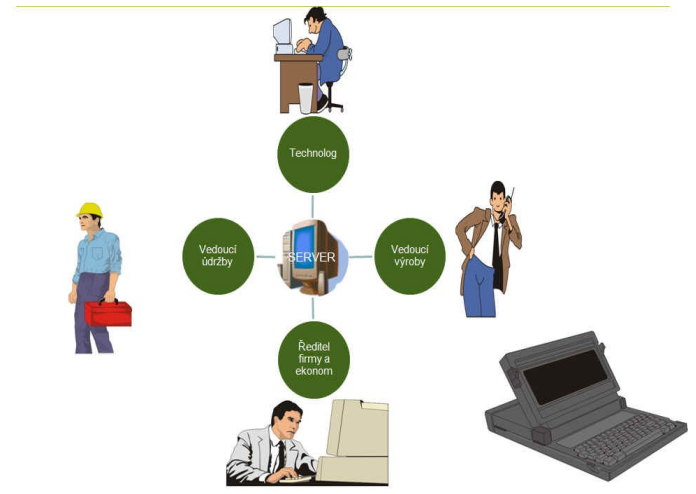 Technolog
Vedoucí
údržby
SERVER
Vedoucí
výroby
Ředitel
firmy a
ekonom